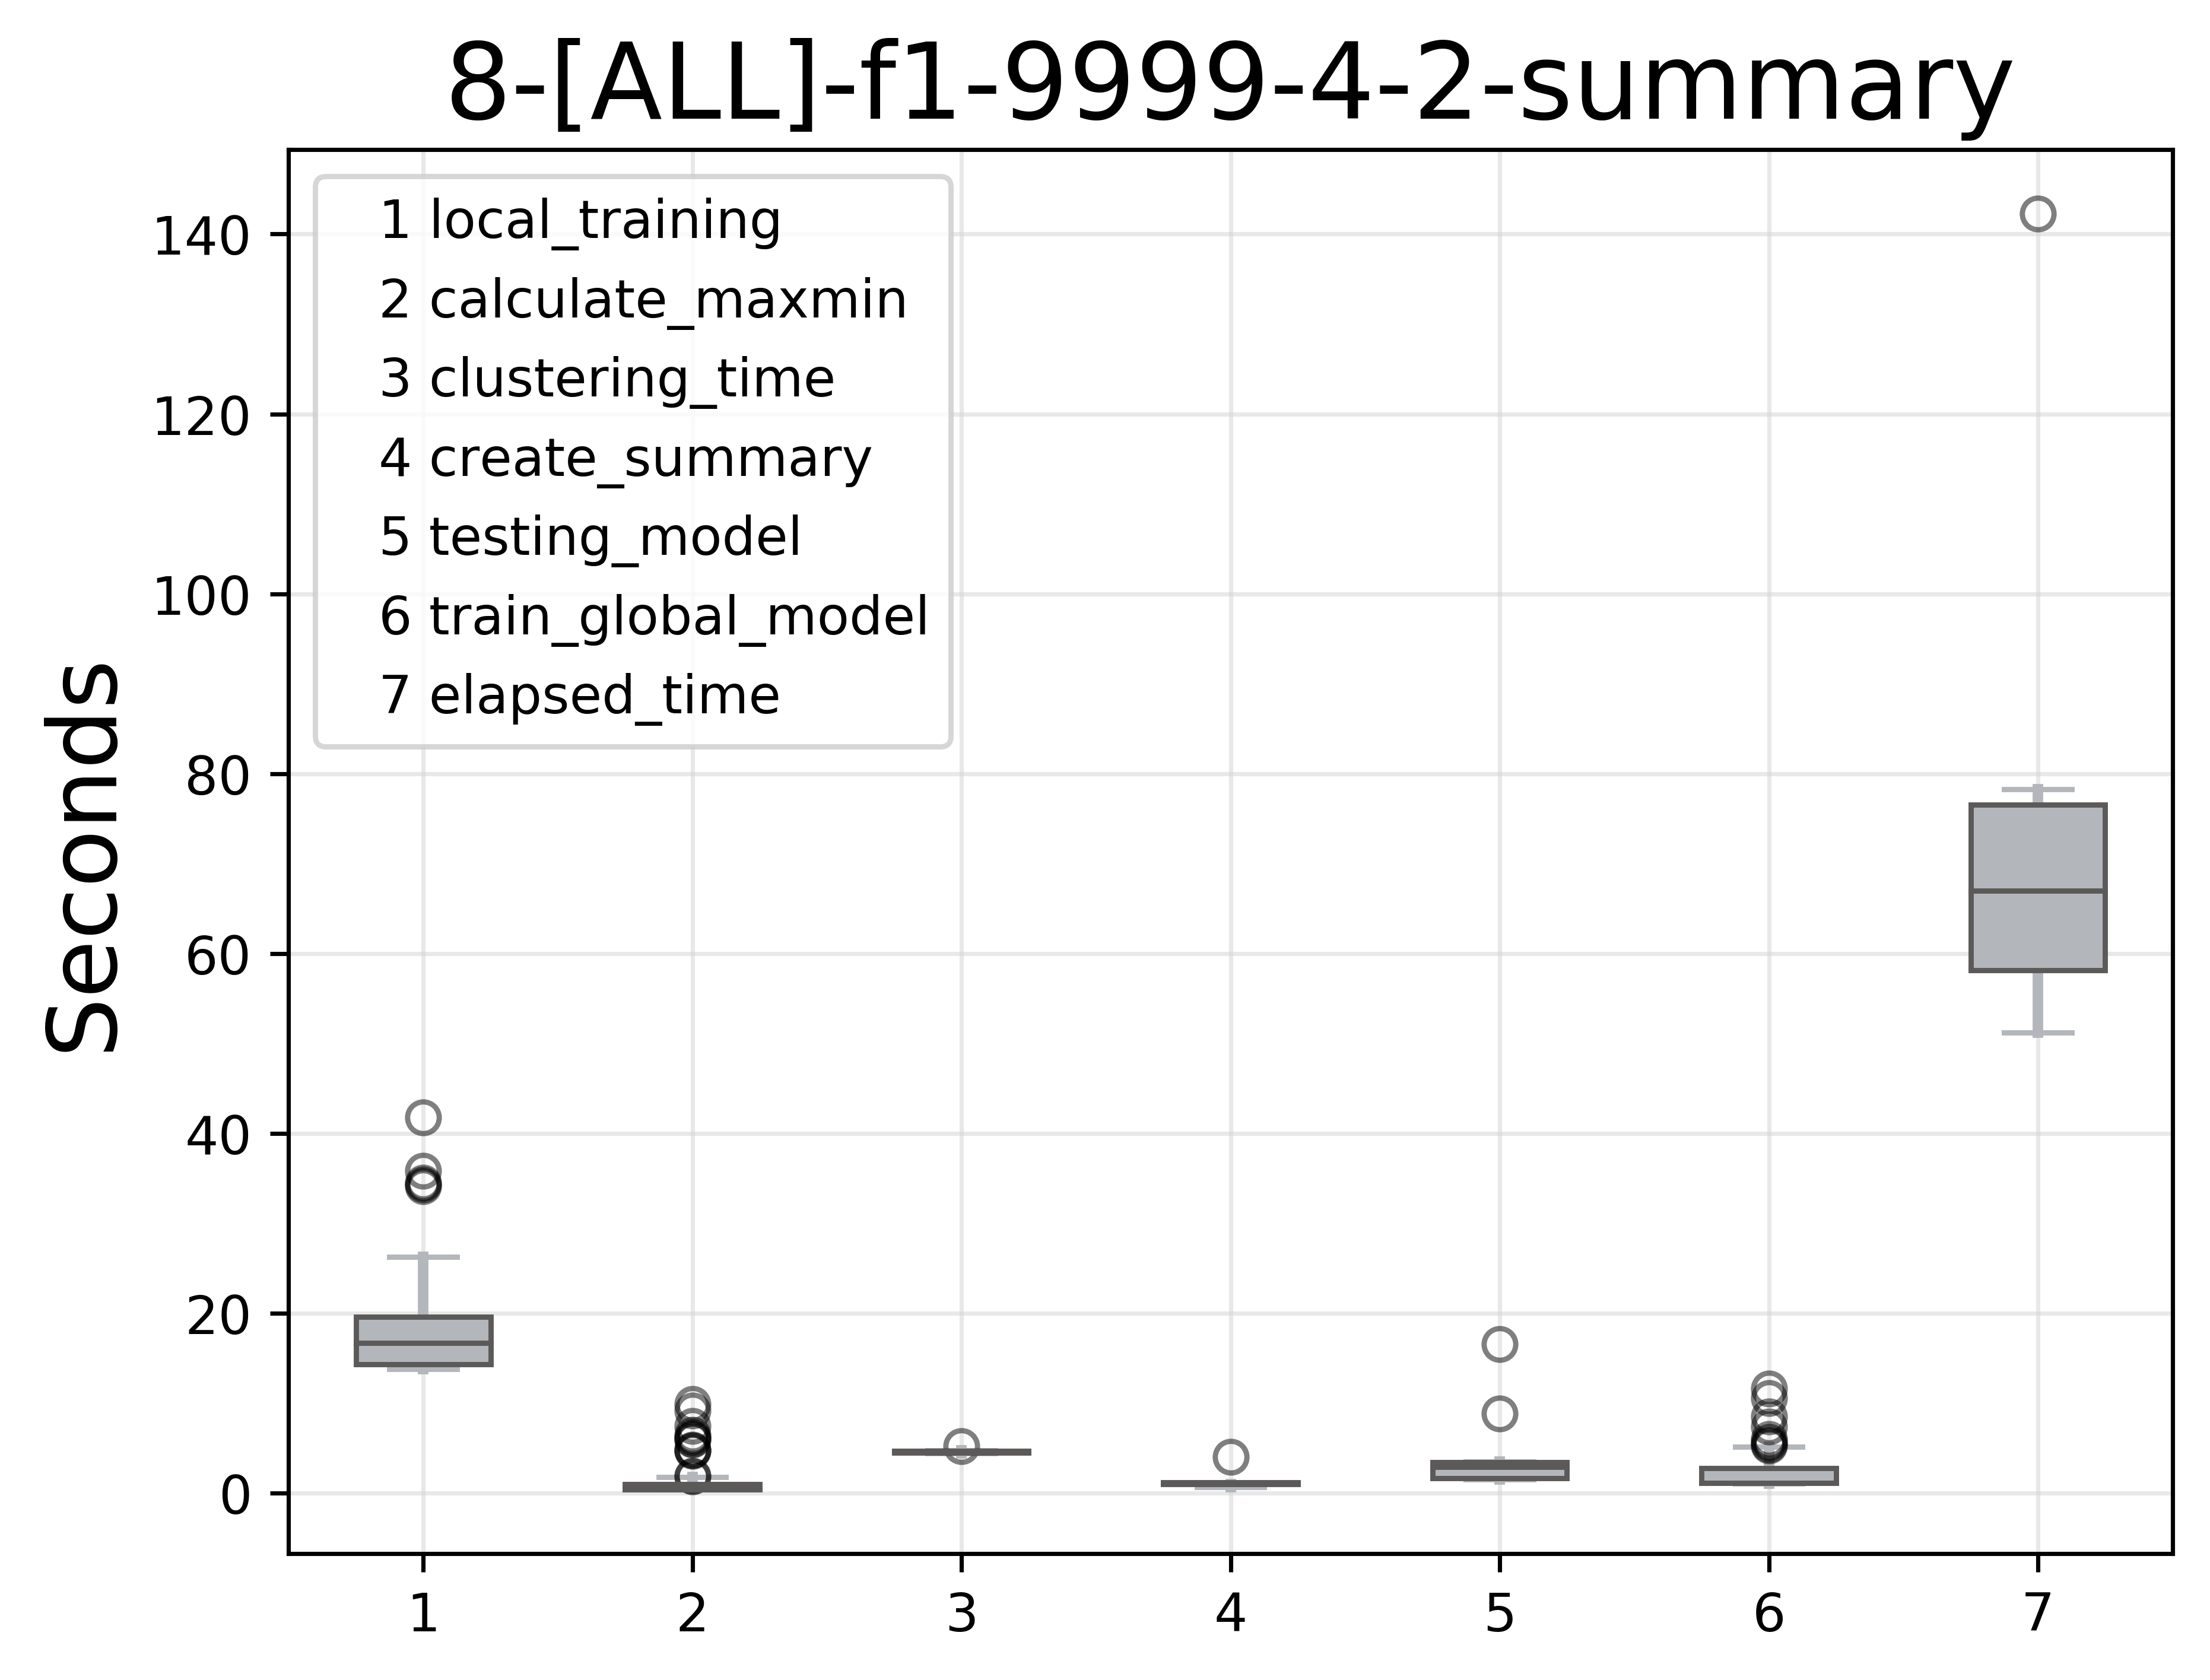 8-[ALL]-f1-9999-4-2-summary
Seconds
140
120
100
80
60
40
20
0
1 local_training
2 calculate_maxmin
3 clustering_time
4 create_summary
5 testing_model
6 train_global_model
7 elapsed_time
1 2 3 4 5 6 7